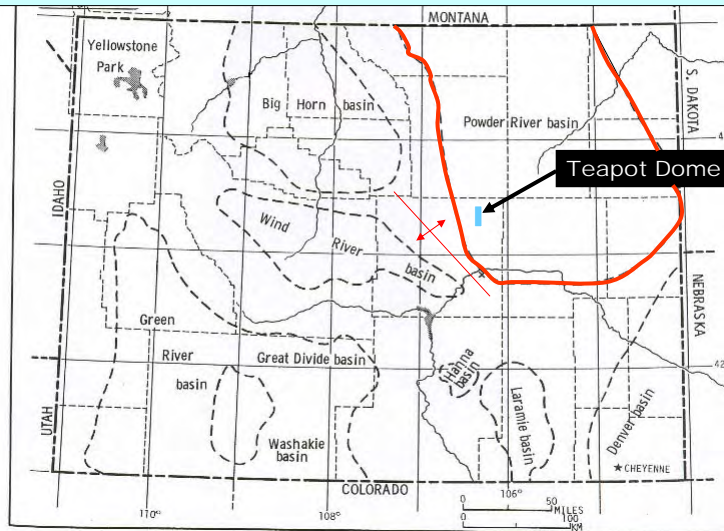 MONTANA
Yellowstone
Park
Big Horn basin
Powder River basin
S. DAKOTA
Teapot Dome
IDAHO
Wind
River
basin
NEBRASKA
Green
River
basin
Great Divide basin
Hanna
basin
42
Laramie
basin
Denver basin
UTAH
Washakie
basin
★CHEYENNE
COLORADO
110°
108°
106°
0 50
MILES
0 100
KM